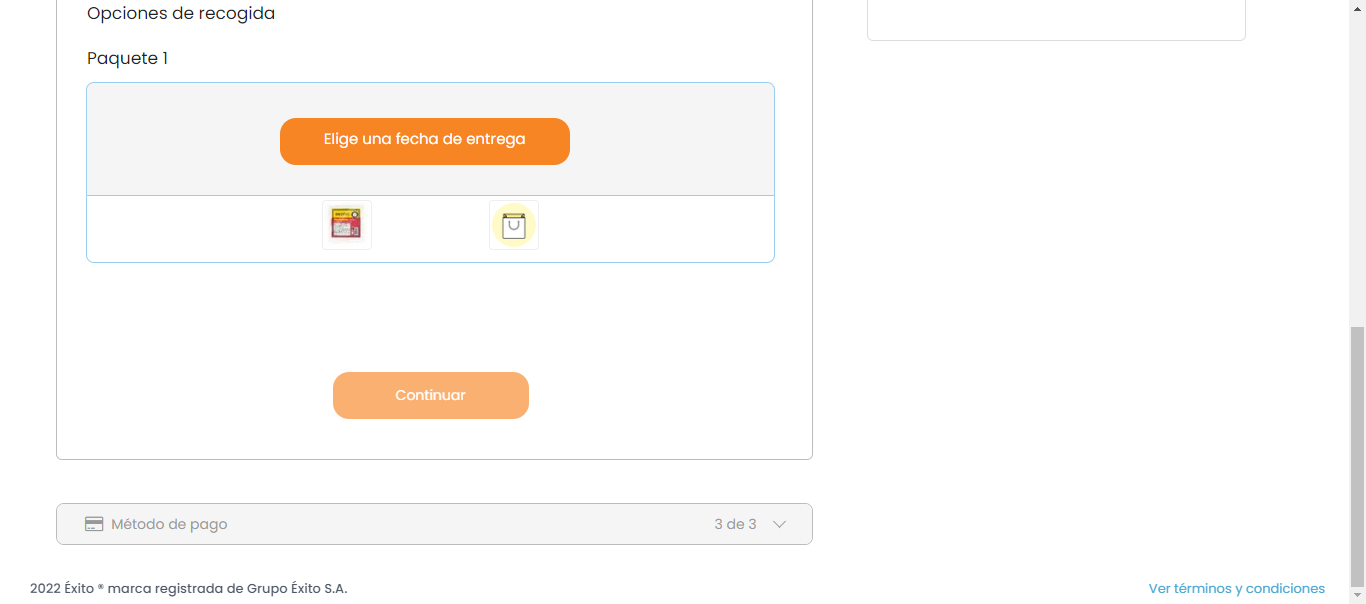 Opciones de recogida
Paquete 1
Elige una fecha de entrega
Continuar
Método de pago
3 de 3
2022 Éxito ® marca registrada de Grupo Éxito S.A.
Ver términos y condiciones